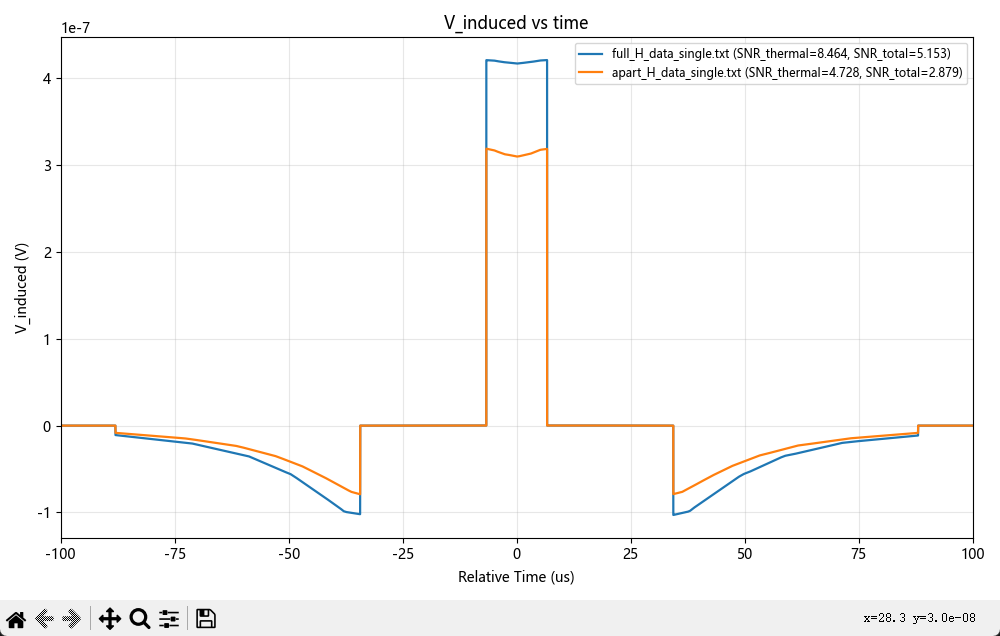 V_induced vs time
1e-7
full_H_data_single.txt (SNR_thermal=8.464, SNR_total=5.153)
apart_H_data_single.txt (SNR_thermal=4.728, SNR_total=2.879)
4
3
2
1
0
-1
V_induced (V)
-100
-75
-50
-25
0
25
50
75
100
Relative Time (us)
x=28.3 y=3.0e-08